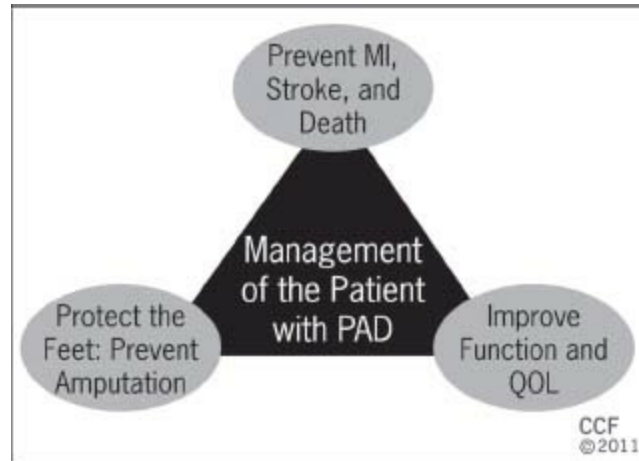 Prevent MI,
Stroke, and
Death
Management
of the Patient
with PAD
Protect the
Feet: Prevent
Amputation
Improve
Function and
QOL
CCF
©2011